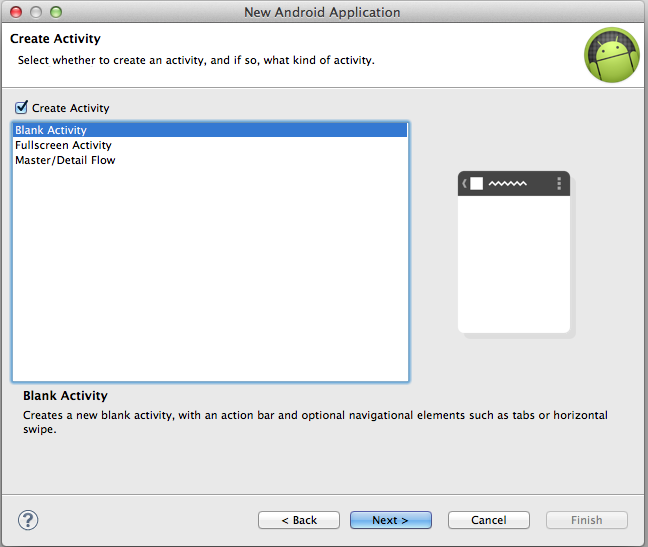 New Android Application
Create Activity
Select whether to create an activity, and if so, what kind of activity.
Create Activity
Blank Activity
Fullscreen Activity
Master/Detail Flow
Blank Activity
Creates a new blank activity, with an action bar and optional navigational elements such as tabs or horizontal
swipe.
?
< Back
Next >
Cancel
Finish